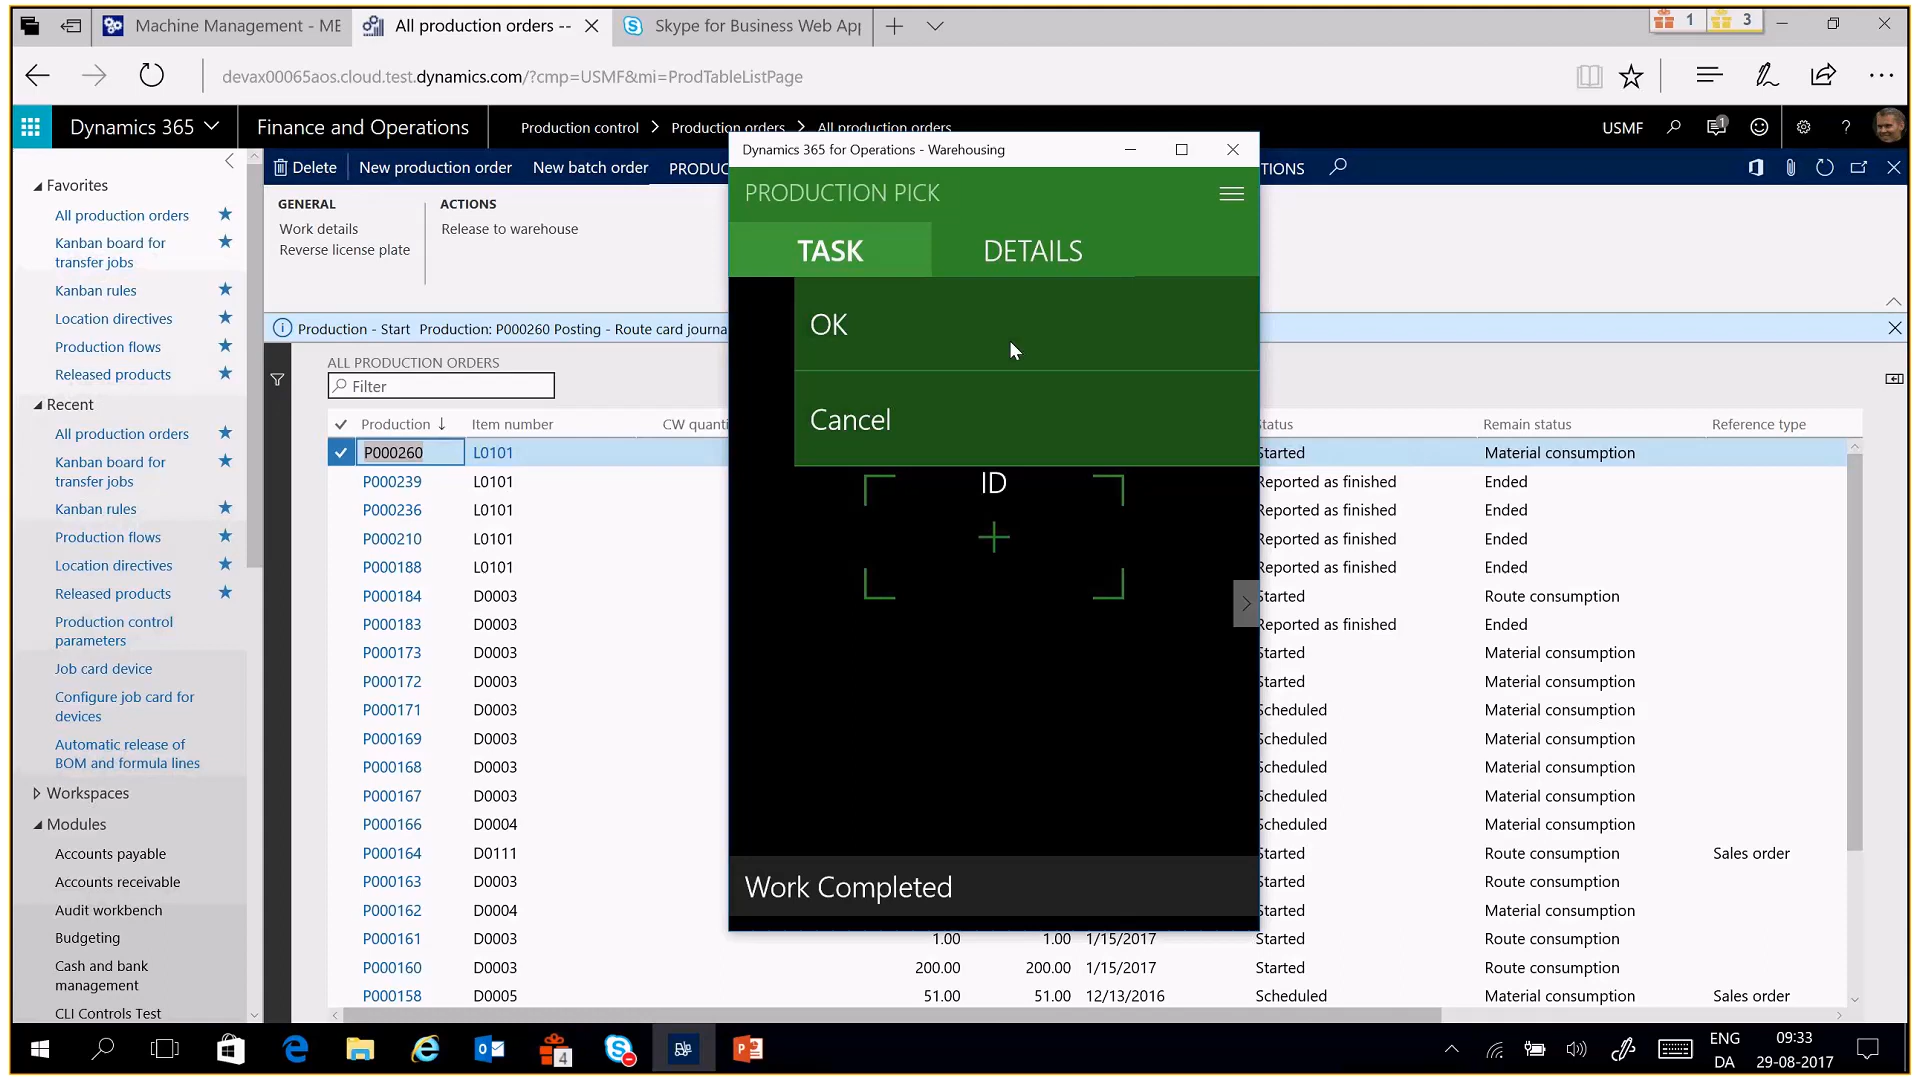 Machine Management - ME
All production orders --
Skype for Business Web App
1
3
devax00065aos.cloud.test.dynamics.com/?cmp=USMF&mi=ProdTableListPage
Dynamics 365
Finance and Operations
Production control > Production orders > All production orders
USMF
1
?
Delete
New production order
New batch order
PRODUC
TIONS
Favorites
All production orders
Kanban board for
transfer jobs
Kanban rules
Location directives
Production flows
Released products
Recent
All production orders
Kanban board for
transfer jobs
Kanban rules
Production flows
Location directives
Released products
Production control
parameters
Job card device
Configure job card for
devices
Automatic release of
BOM and formula lines
Workspaces
Modules
Accounts payable
Accounts receivable
Audit workbench
Budgeting
Cash and bank
management
CLI Controls Test
GENERAL
Work details
Reverse license plate
ACTIONS
Release to warehouse
Production - Start Production: P000260 Posting - Route card journa
ALL PRODUCTION ORDERS
Filter
Production Item number CW quanti tatus Remain status Reference type
P000260 L0101 Started Material consumption
P000239 L0101 Reported as finished Ended
P000236 L0101 Reported as finished Ended
P000210 L0101 Reported as finished Ended
P000188 L0101 Reported as finished Ended
P000184 D0003 Started Route consumption
P000183 D0003 Reported as finished Ended
P000173 D0003 Started Material consumption
P000172 D0003 Started Material consumption
P000171 D0003 Scheduled Material consumption
P000169 D0003 Scheduled Material consumption
P000168 D0003 Scheduled Material consumption
P000167 D0003 Scheduled Material consumption
P000166 D0004 Scheduled Material consumption
P000164 D0111 Started Route consumption Sales order
P000163 D0003 Started Route consumption
P000162 D0004 Started Material consumption
P000161 D0003 1.00 1.00 1/15/2017 Started Route consumption
P000160 D0003 200.00 200.00 1/15/2017 Started Route consumption
P000158 D0005 51.00 51.00 12/13/2016 Scheduled Material consumption Sales order
Dynamics 365 for Operations - Warehousing
PRODUCTION PICK
TASK
DETAILS
OK
Cancel
ID
Work Completed
4
ENG
DA
09:33
29-08-2017